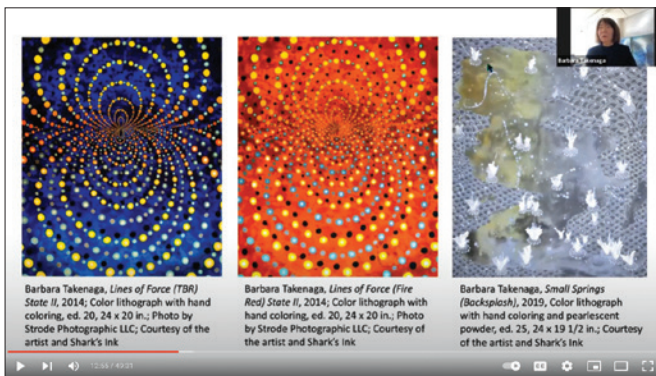 Barbara Takenaga
Barbara Takenaga, Lines of Force (TBR)
State II, 2014; Color lithograph with hand
coloring, ed. 20, 24 x 20 in.; Photo by
Strode Photographic LLC; Courtesy of the
artist and Shark's Ink
Barbara Takenaga, Lines of Force (Fire
Red) State II, 2014; Color lithograph with
hand coloring, ed. 20, 24 x 20 in.; Photo
by Strode Photographic LLC; Courtesy of
the artist and Shark's Ink
Barbara Takenaga, Small Springs
(Backsplash), 2019, Color lithograph
with hand coloring and pearlescent
powder, ed. 25, 24 x 19 1/2 in.; Courtesy
of the artist and Shark's Ink
CC